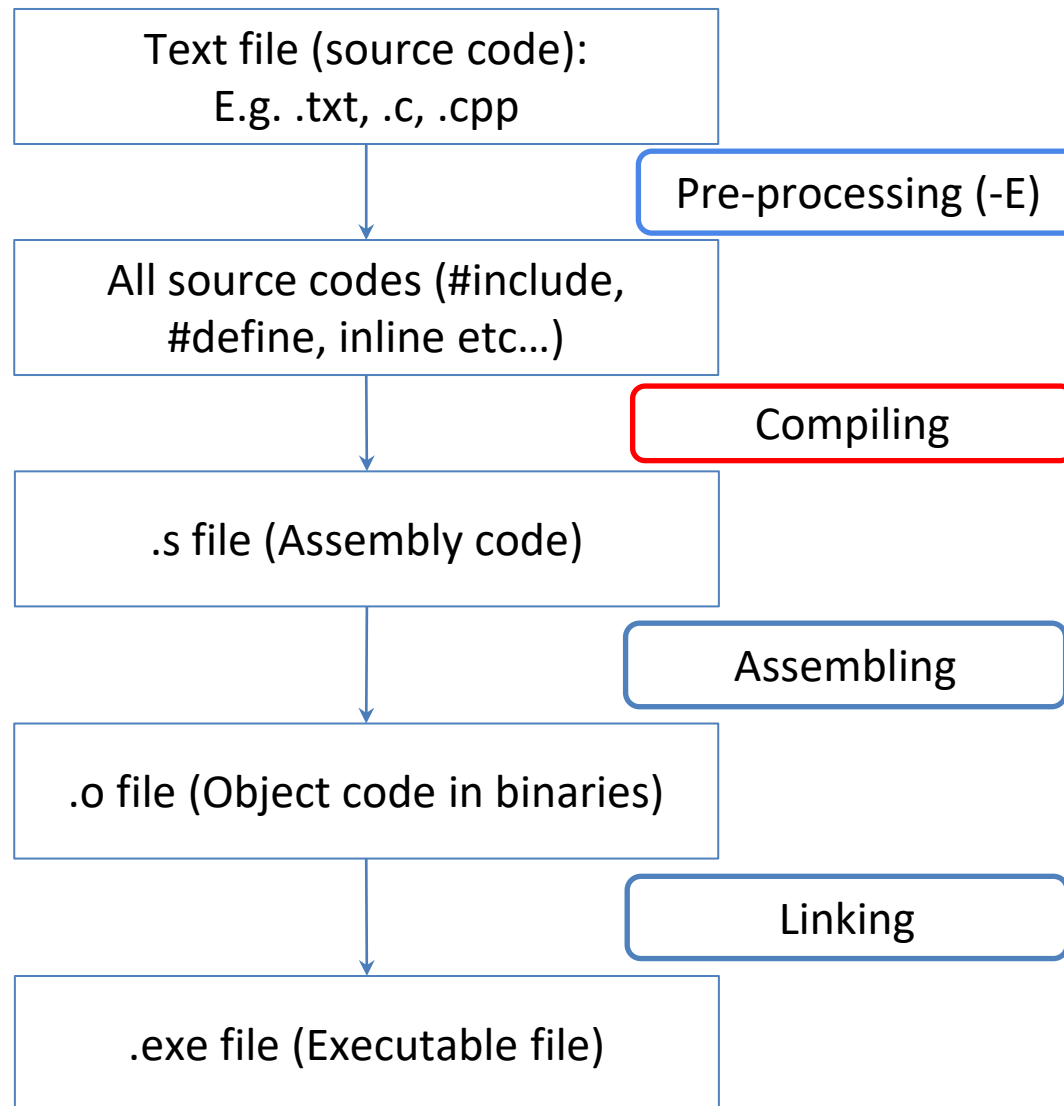 Text file (source code):
E.g. .txt, .c, .cpp
Pre-processing (-E)
All source codes (#include,
#define, inline etc…)
Compiling
.s file (Assembly code)
Assembling
.o file (Object code in binaries)
Linking
.exe file (Executable file)